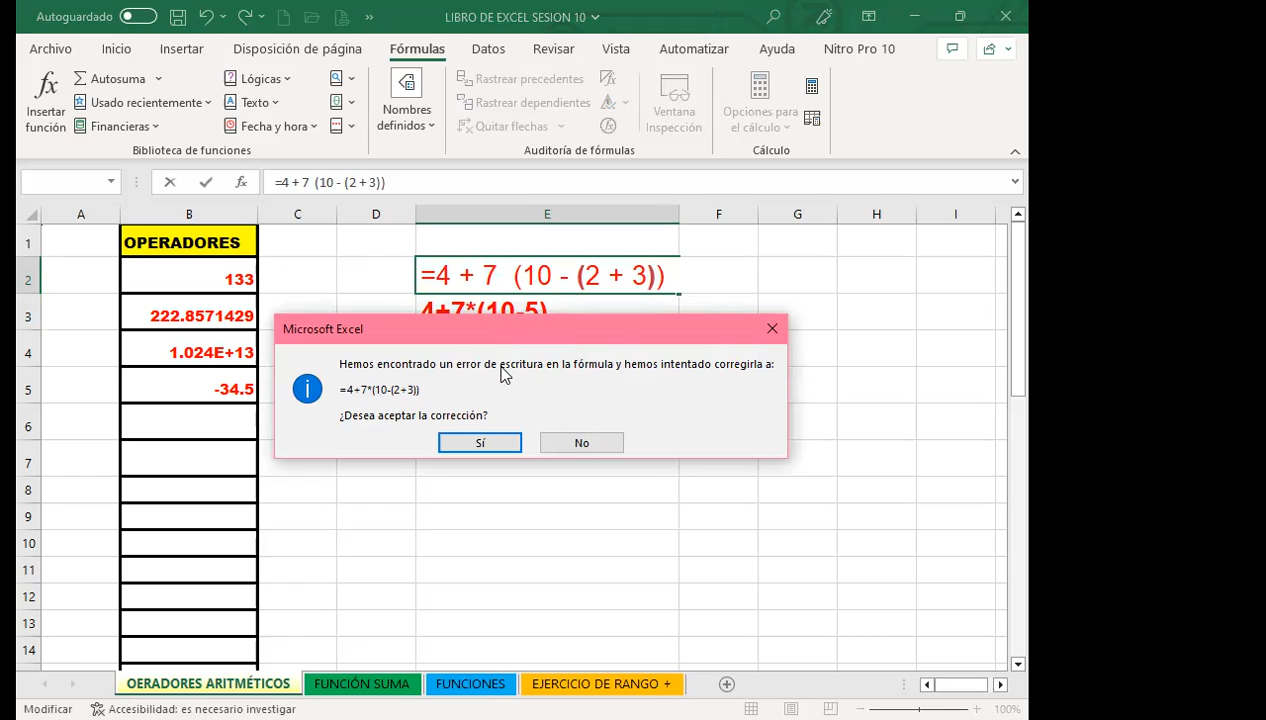 Autoguardado
LIBRO DE EXCEL SESION 10
Archivo Inicio Insertar Disposición de página Fórmulas Datos Revisar Vista Automatizar Ayuda Nitro Pro 10
fx Insertar función
Autosuma
Usado recientemente
Financieras
Lógicas
Texto
Fecha y hora
Biblioteca de funciones
Nombres definidos
Rastrear precedentes
Rastrear dependientes
Quitar flechas
Ventana Inspección
Auditoría de fórmulas
Opciones para el cálculo
Cálculo
fx =4 + 7 (10 - (2 + 3))
A B C D E F G H I
1 OPERADORES
2 133 =4 + 7 (10 - (2 + 3))
3 222.8571429 4+7*(10-5)
4 1.024E+13
5 -34.5
6
7
8
9
10
11
12
13
14
Microsoft Excel
Hemos encontrado un error de escritura en la fórmula y hemos intentado corregirla a:
=4+7*(10-(2+3))
¿Desea aceptar la corrección?
Sí No
OERADORES ARITMÉTICOS FUNCIÓN SUMA FUNCIONES EJERCICIO DE RANGO +
Modificar Accesibilidad: es necesario investigar 100%